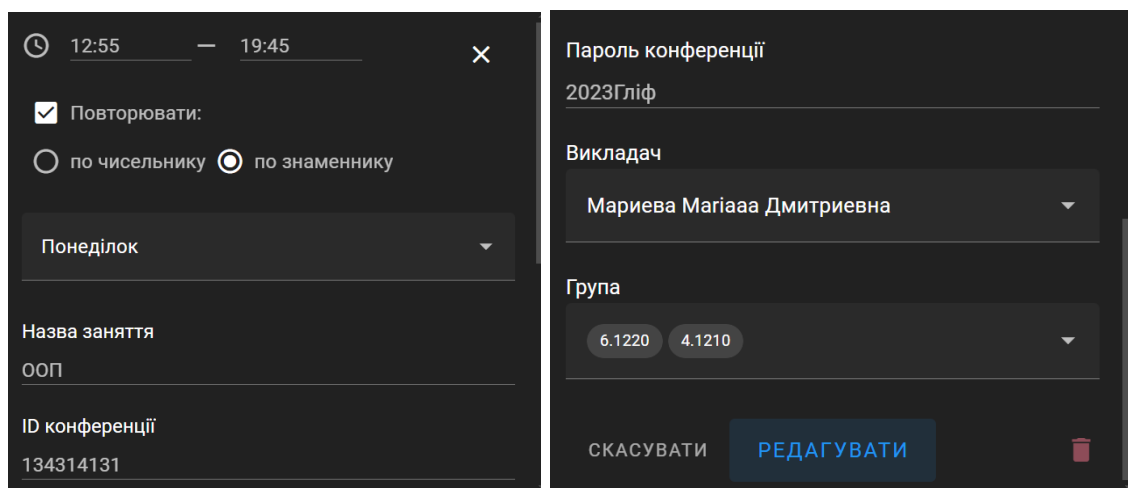 12:55 — 19:45
Повторювати:
по чисельнику по знаменнику
Понеділок
Назва заняття
ООП
ID конференції
134314131
Пароль конференції
2023Гліф
Викладач
Мариева Mariaaa Дмитриевна
Група
6.1220 4.1210
СКАСУВАТИ РЕДАГУВАТИ